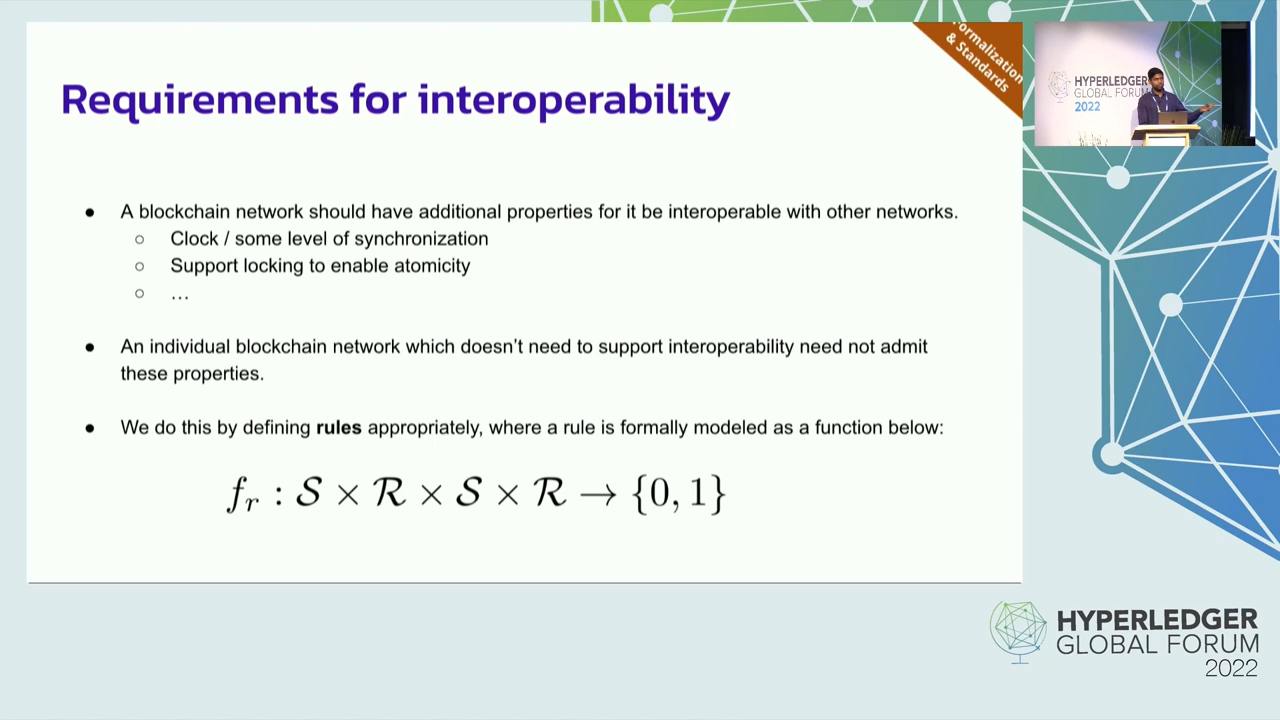 Formalization
& Standards
Requirements for interoperability
HYPERLEDGER
GLOBAL FORUM
2022
● A blockchain network should have additional properties for it be interoperable with other networks.
○ Clock / some level of synchronization
○ Support locking to enable atomicity
○ …
● An individual blockchain network which doesn’t need to support interoperability need not admit
these properties.
● We do this by defining rules appropriately, where a rule is formally modeled as a function below:
fᵣ : 𝒮 × ℛ × 𝒮 × ℛ → {0, 1}
HYPERLEDGER
GLOBAL FORUM
2022